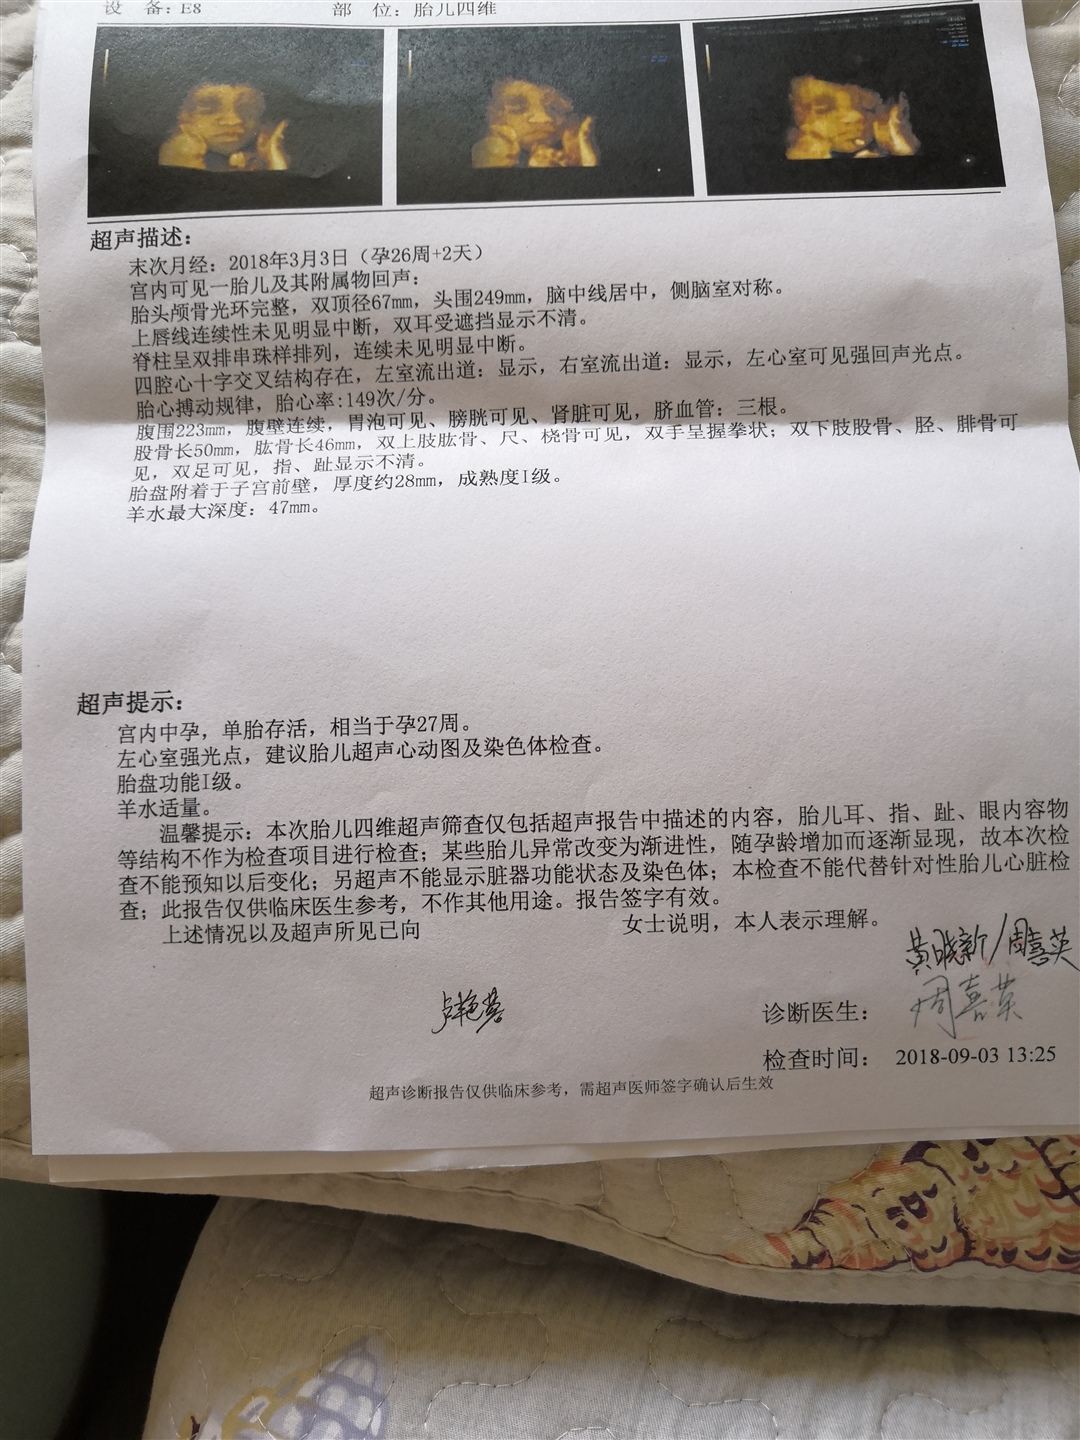 设 备：E8 部 位：胎儿四维
超声描述：
末次月经：2018年3月3日（孕26周+2天）
宫内可见一胎儿及其附属物回声：
胎头颅骨光环完整，双顶径67mm，头围249mm，脑中线居中，侧脑室对称。
上唇线连续性未见明显中断，双耳受遮挡显示不清。
脊柱呈双排串珠样排列，连续未见明显中断。
四腔心十字交叉结构存在，左室流出道：显示，右室流出道：显示，左心室可见强回声光点。
胎心搏动规律，胎心率:149次/分。
腹围223mm，腹壁连续，胃泡可见、膀胱可见、肾脏可见，脐血管：三根。
股骨长50mm，肱骨长46mm，双上肢肱骨、尺、桡骨可见，双手呈握拳状；双下肢股骨、胫、腓骨可
见，双足可见，指、趾显示不清。
胎盘附着于子宫前壁，厚度约28mm，成熟度I级。
羊水最大深度：47mm。
超声提示：
宫内中孕，单胎存活，相当于孕27周。
左心室强光点，建议胎儿超声心动图及染色体检查。
胎盘功能I级。
羊水适量。
温馨提示：本次胎儿四维超声筛查仅包括超声报告中描述的内容，胎儿耳、指、趾、眼内容物
等结构不作为检查项目进行检查；某些胎儿异常改变为渐进性，随孕龄增加而逐渐显现，故本次检
查不能预知以后变化；另超声不能显示脏器功能状态及染色体；本检查不能代替针对性胎儿心脏检
查；此报告仅供临床医生参考，不作其他用途。报告签字有效。
上述情况以及超声所见已向 女士说明，本人表示理解。
黄晓新/周喜英
诊断医生：周喜英
检查时间： 2018-09-03 13:25
超声诊断报告仅供临床参考，需超声医师签字确认后生效